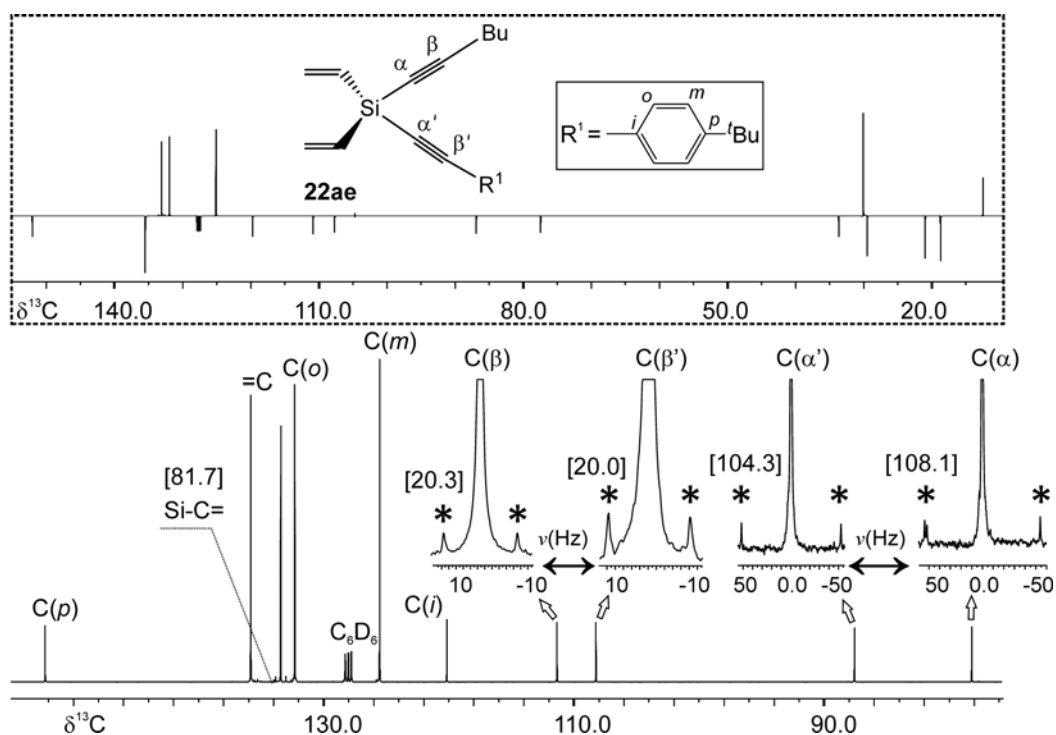 Bu
β
α
Si
α'
β'
R¹
22ae
R¹ =
o
m
i
p
ᵗBu
δ¹³C 140.0 110.0 80.0 50.0 20.0
C(m)
C(β) C(β') C(α') C(α)
=C
C(o)
[81.7]
Si-C=
[20.3] [20.0] [104.3] [108.1]
* * * * * * * *
ν(Hz) ν(Hz)
10 -10 10 -10 50 0.0 -50 50 0.0 -50
C(p)
C₆D₆
C(i)
δ¹³C 130.0 110.0 90.0